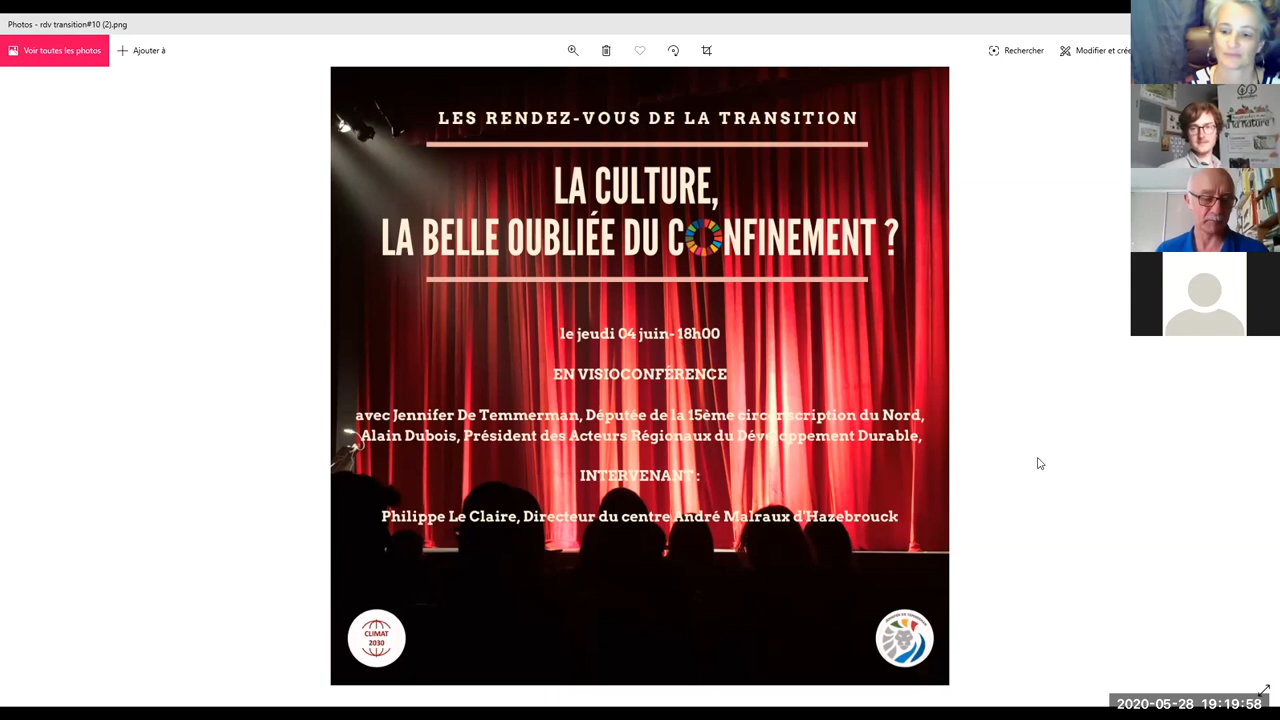 Photos - rdv transition#10 (2).png
Voir toutes les photos
Ajouter à
Rechercher
Modifier et crée
LES RENDEZ-VOUS DE LA TRANSITION
LA CULTURE,
LA BELLE OUBLIÉE DU CONFINEMENT ?
le jeudi 04 juin- 18h00
EN VISIOCONFÉRENCE
avec Jennifer De Temmerman, Députée de la 15ème circonscription du Nord,
Alain Dubois, Président des Acteurs Régionaux du Développement Durable,
INTERVENANT :
Philippe Le Claire, Directeur du centre André Malraux d'Hazebrouck
CLIMAT
2030
la nature
2020-05-28 19:19:58